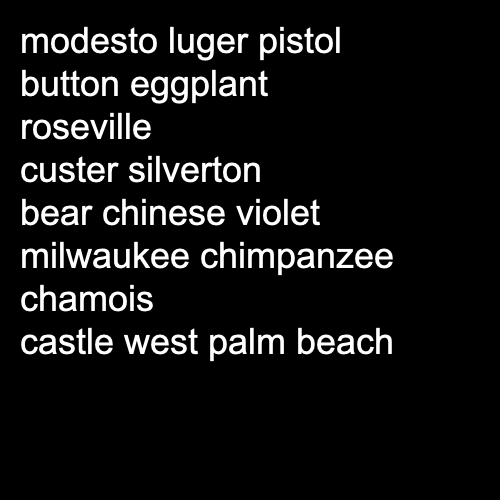 modesto luger pistol
button eggplant
roseville
custer silverton
bear chinese violet
milwaukee chimpanzee
chamois
castle west palm beach